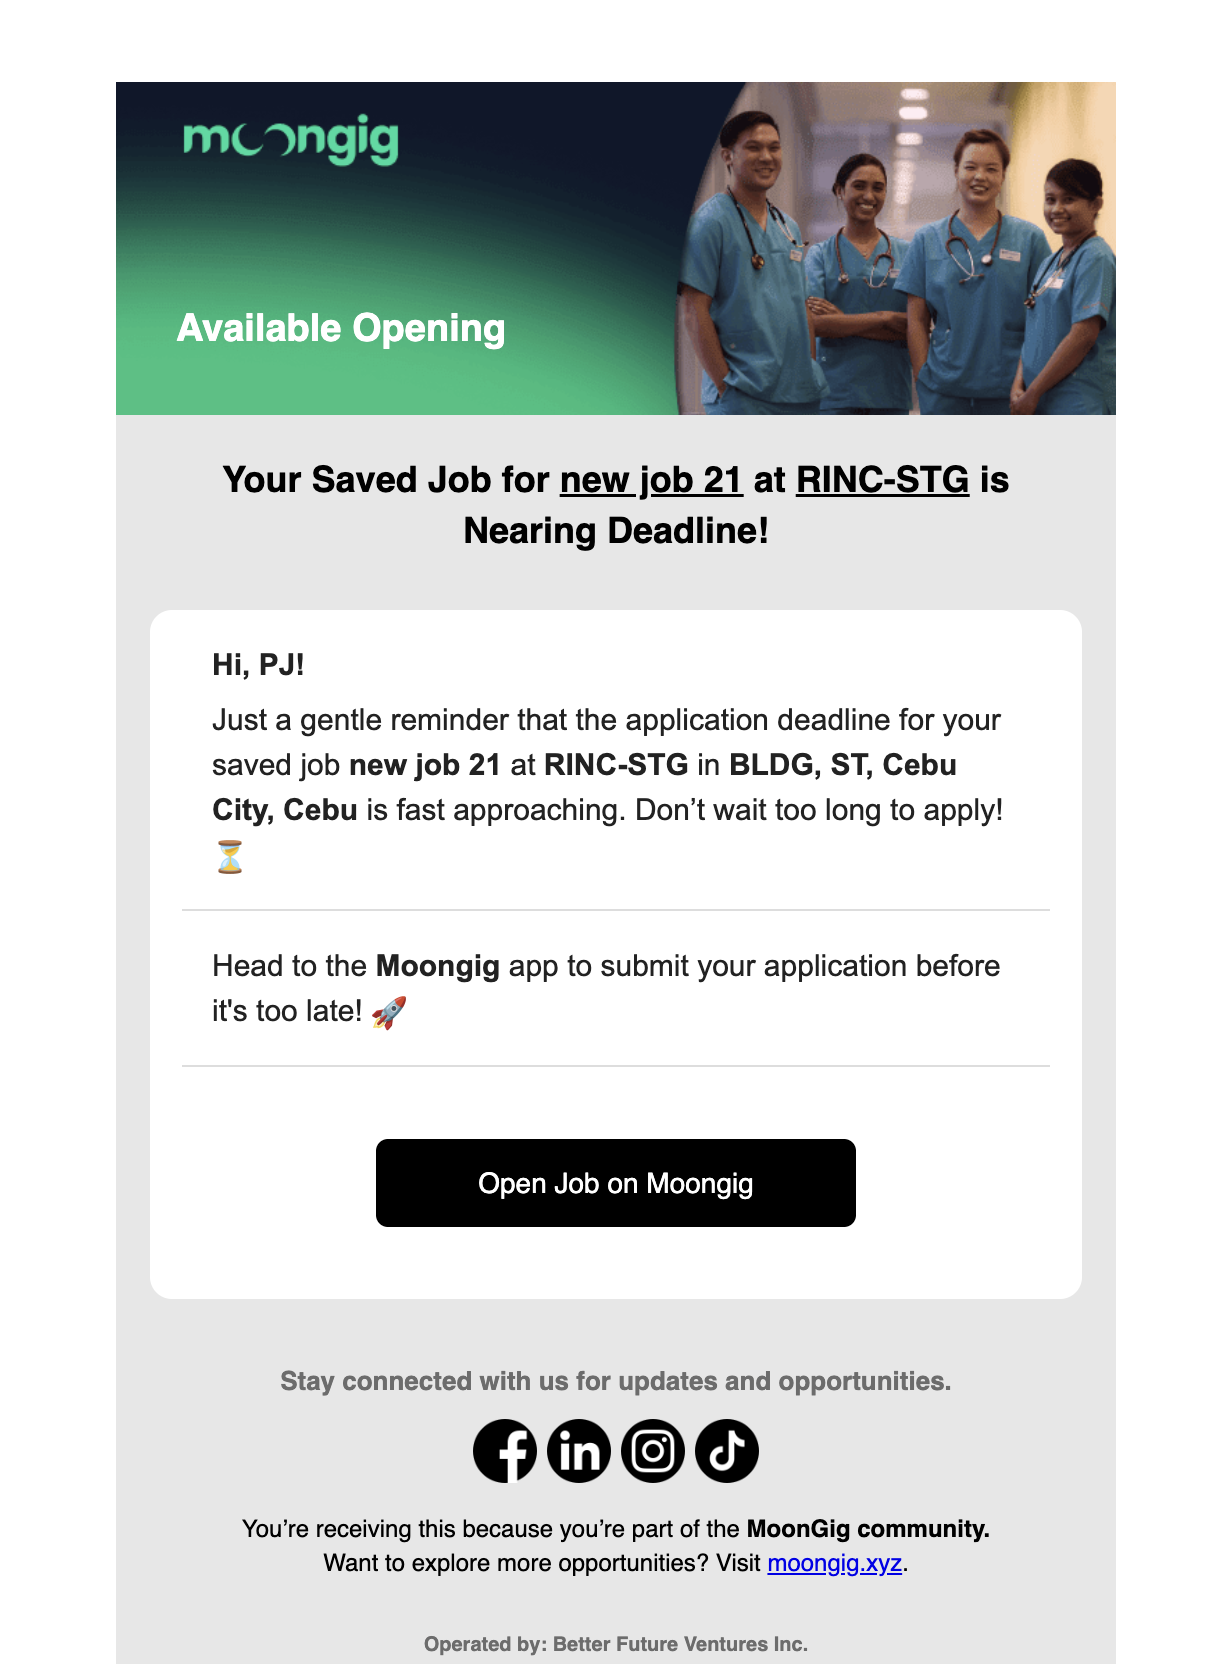 moongig
Available Opening
Your Saved Job for new job 21 at RINC-STG is
Nearing Deadline!
Hi, PJ!
Just a gentle reminder that the application deadline for your
saved job new job 21 at RINC-STG in BLDG, ST, Cebu
City, Cebu is fast approaching. Don’t wait too long to apply!
⏳
Head to the Moongig app to submit your application before
it's too late! 🚀
Open Job on Moongig
Stay connected with us for updates and opportunities.
You’re receiving this because you’re part of the MoonGig community.
Want to explore more opportunities? Visit moongig.xyz.
Operated by: Better Future Ventures Inc.